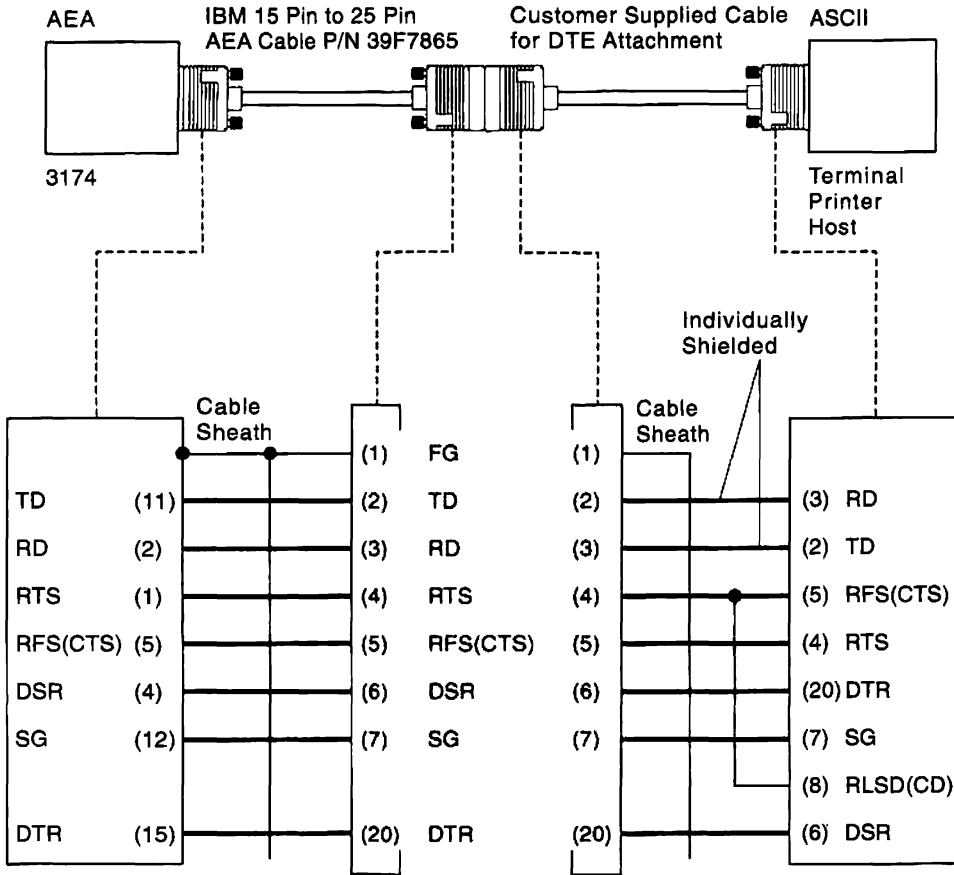 AEA
IBM 15 Pin to 25 Pin
AEA Cable P/N 39F7865
Customer Supplied Cable
for DTE Attachment
ASCII
3174
Terminal
Printer
Host
Individually
Shielded
Cable
Sheath
Cable
Sheath
(1) FG (1)
TD (11) (2) TD (2) (3) RD
RD (2) (3) RD (3) (2) TD
RTS (1) (4) RTS (4) (5) RFS(CTS)
RFS(CTS) (5) (5) RFS(CTS) (5) (4) RTS
DSR (4) (6) DSR (6) (20) DTR
SG (12) (7) SG (7) (7) SG
(8) RLSD(CD)
DTR (15) (20) DTR (20) (6) DSR